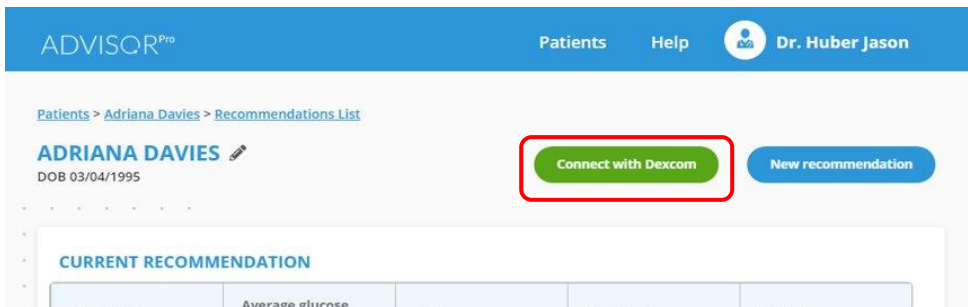 ADVISOR Pro
Patients Help Dr. Huber Jason
Patients > Adriana Davies > Recommendations List
ADRIANA DAVIES
DOB 03/04/1995
Connect with Dexcom New recommendation
CURRENT RECOMMENDATION
Average glucose